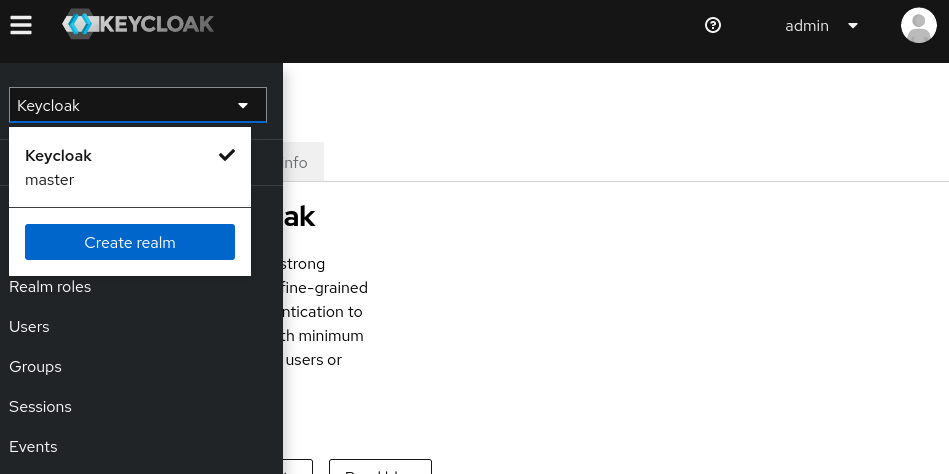 KEYCLOAK
admin
Keycloak
Keycloak
master
Create realm
Realm roles
Users
Groups
Sessions
Events
nfo
ak
strong
fine-grained
ntication to
th minimum
users or